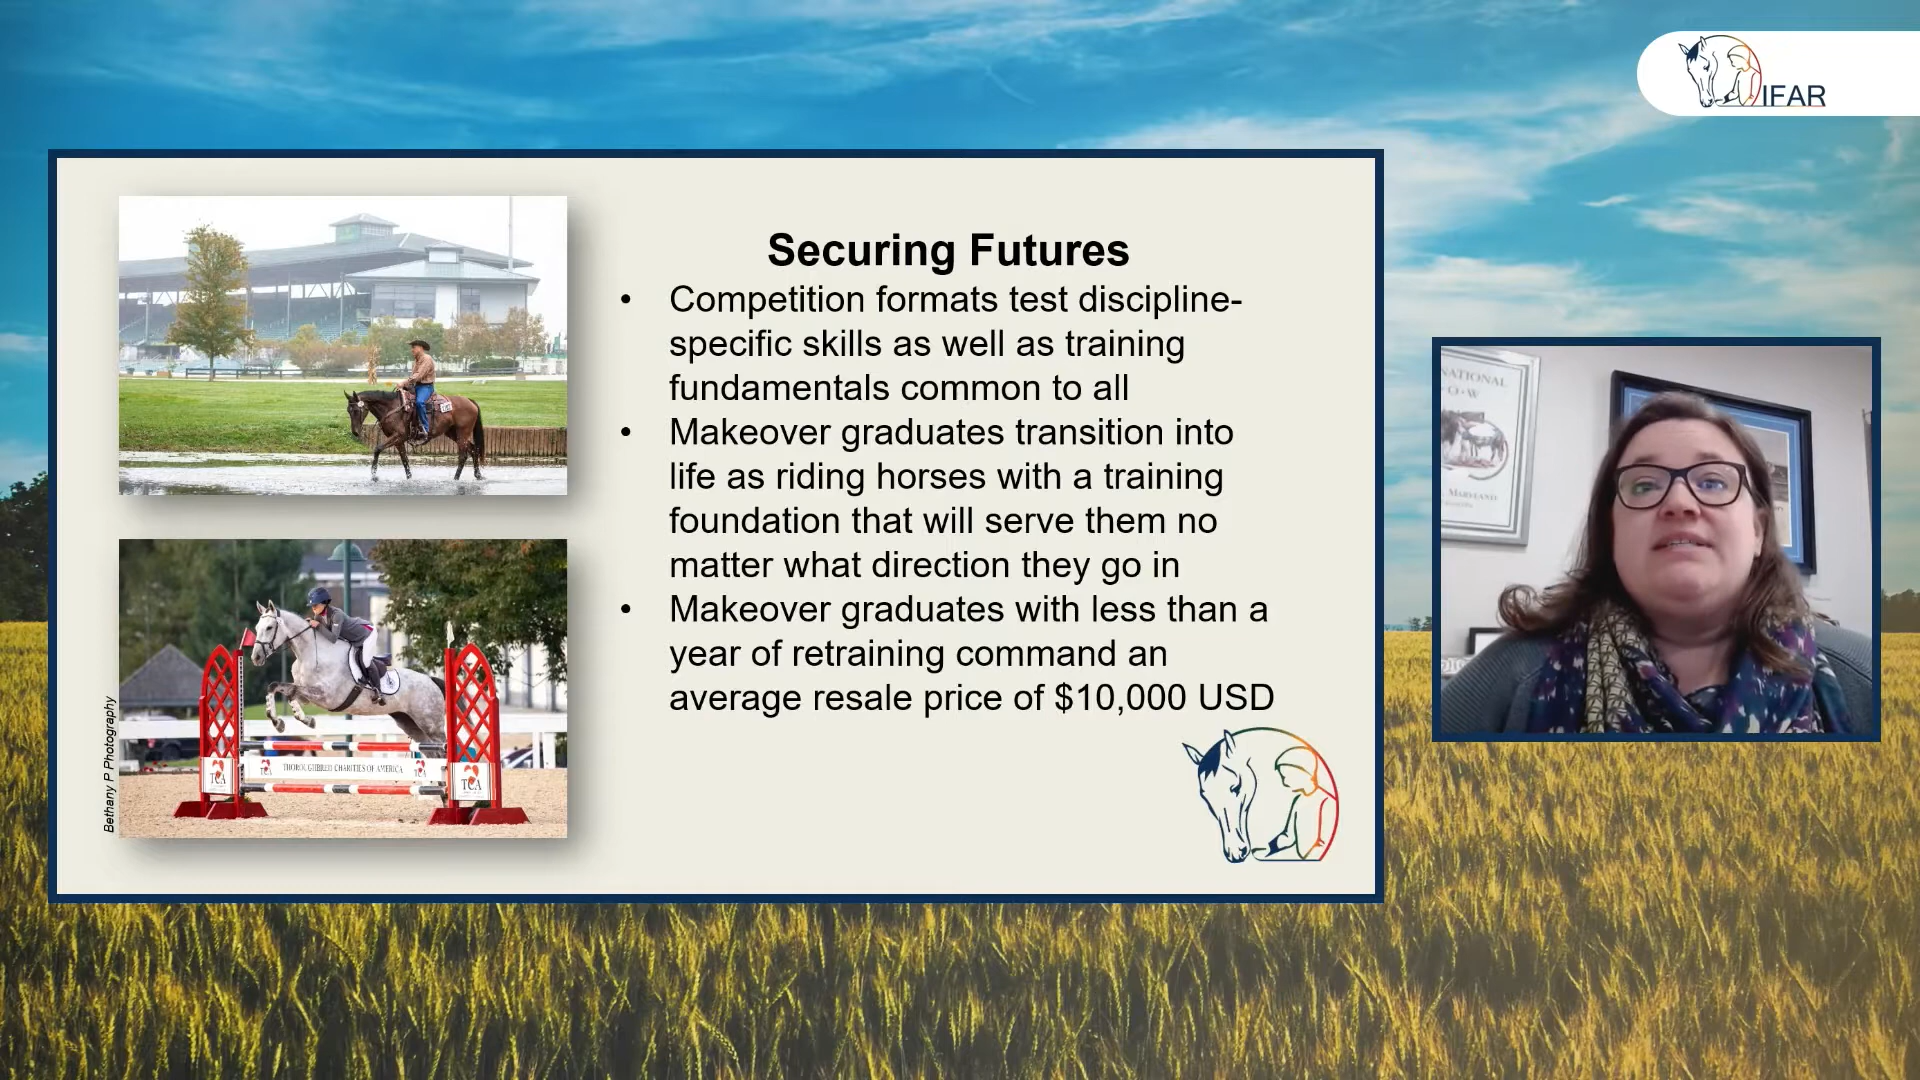 IFAR
Securing Futures
• Competition formats test discipline-
specific skills as well as training
fundamentals common to all
• Makeover graduates transition into
life as riding horses with a training
foundation that will serve them no
matter what direction they go in
• Makeover graduates with less than a
year of retraining command an
average resale price of $10,000 USD
Bethany P Photography
THOROUGHBRED CHARITIES OF AMERICA
TCA
TCA
NATIONAL
MARYLAND